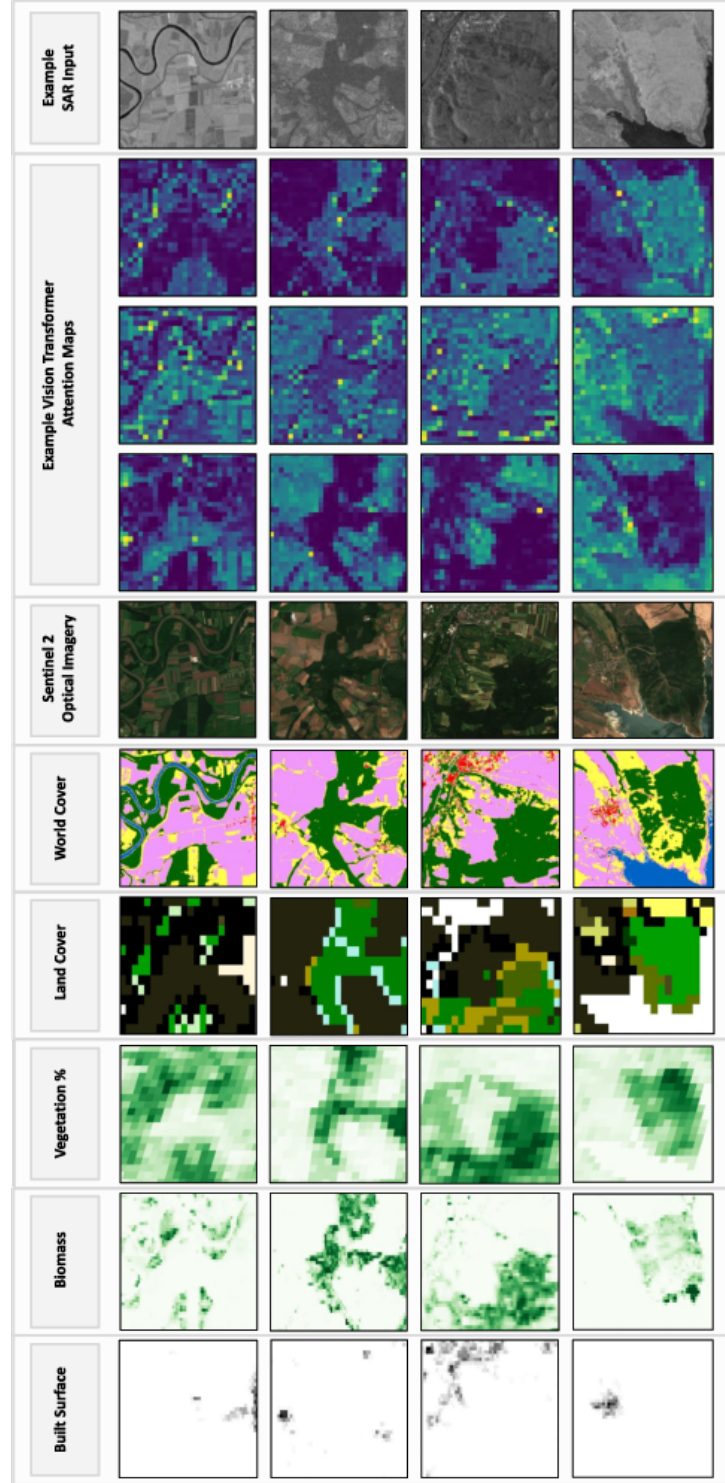 Example
SAR Input
Example Vision Transformer
Attention Maps
Sentinel 2
Optical Imagery
World Cover
Land Cover
Vegetation %
Biomass
Built Surface